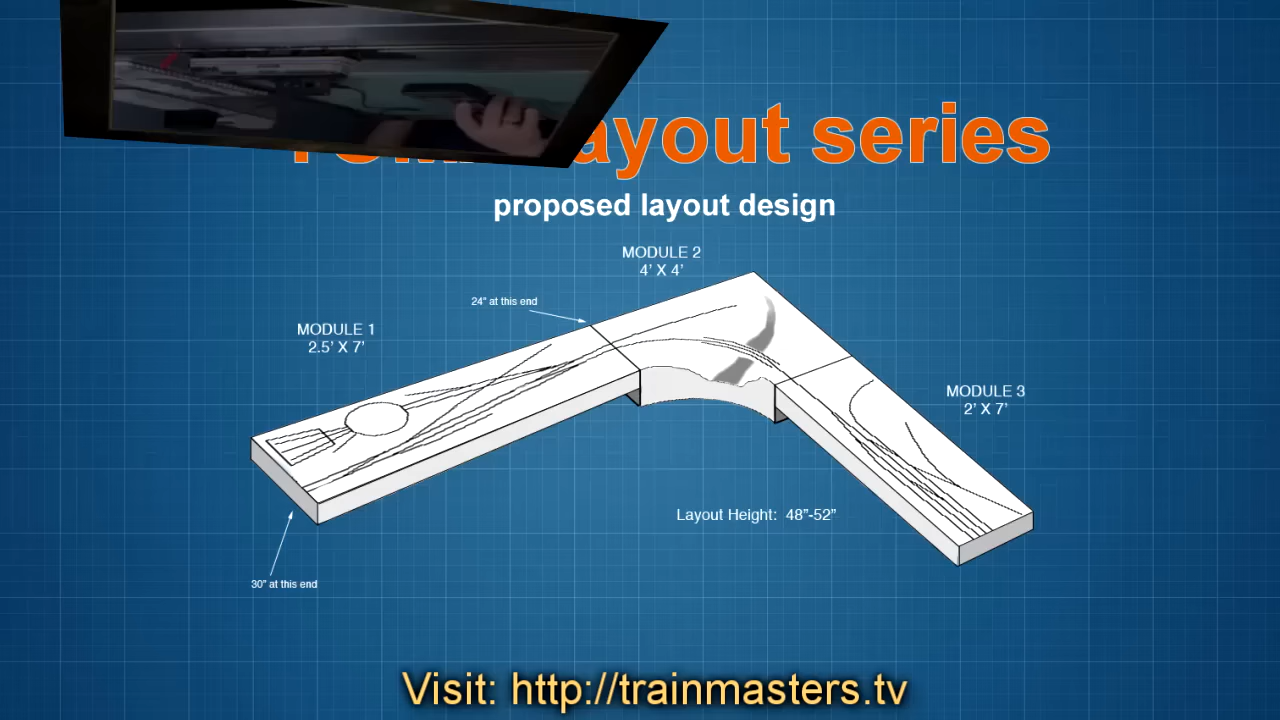 layout series
proposed layout design
MODULE 2
4' X 4'
24" at this end
MODULE 1
2.5' X 7'
MODULE 3
2' X 7'
Layout Height: 48"-52"
30" at this end
Visit: http://trainmasters.tv